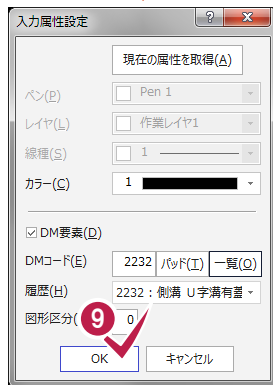 入力属性設定
現在の属性を取得(A)
ペン(P) Pen 1
レイヤ(L) 作業レイヤ1
線種(S) 1
カラー(C) 1
DM要素(D)
DMコード(E) 2232 パッド(T) 一覧(O)
履歴(H) 2232：側溝 U字溝有蓋
図形区分( 0
9
OK キャンセル